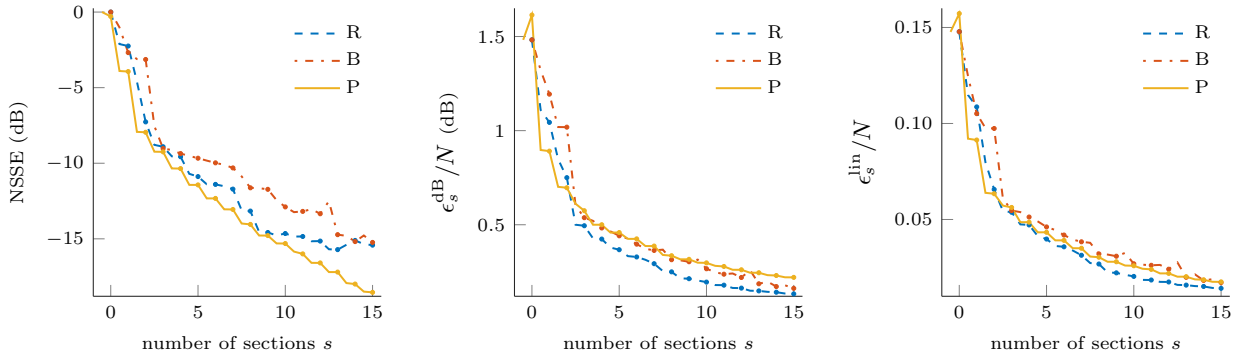 0
−5
−10
−15
0
5
10
15
NSSE (dB)
number of sections s
R
B
P
1.5
1
0.5
0
5
10
15
ϵ_s^dB/N (dB)
number of sections s
R
B
P
0.15
0.10
0.05
0
5
10
15
ϵ_s^lin/N
number of sections s
R
B
P